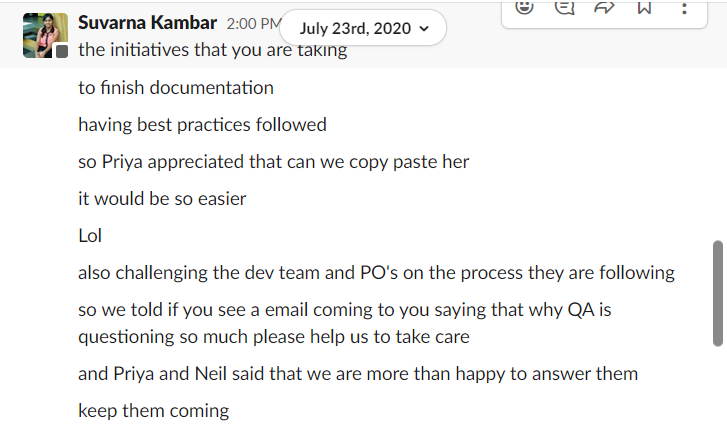 Suvarna Kambar 2:00 PM
July 23rd, 2020
the initiatives that you are taking
to finish documentation
having best practices followed
so Priya appreciated that can we copy paste her
it would be so easier
Lol
also challenging the dev team and PO's on the process they are following
so we told if you see a email coming to you saying that why QA is
questioning so much please help us to take care
and Priya and Neil said that we are more than happy to answer them
keep them coming